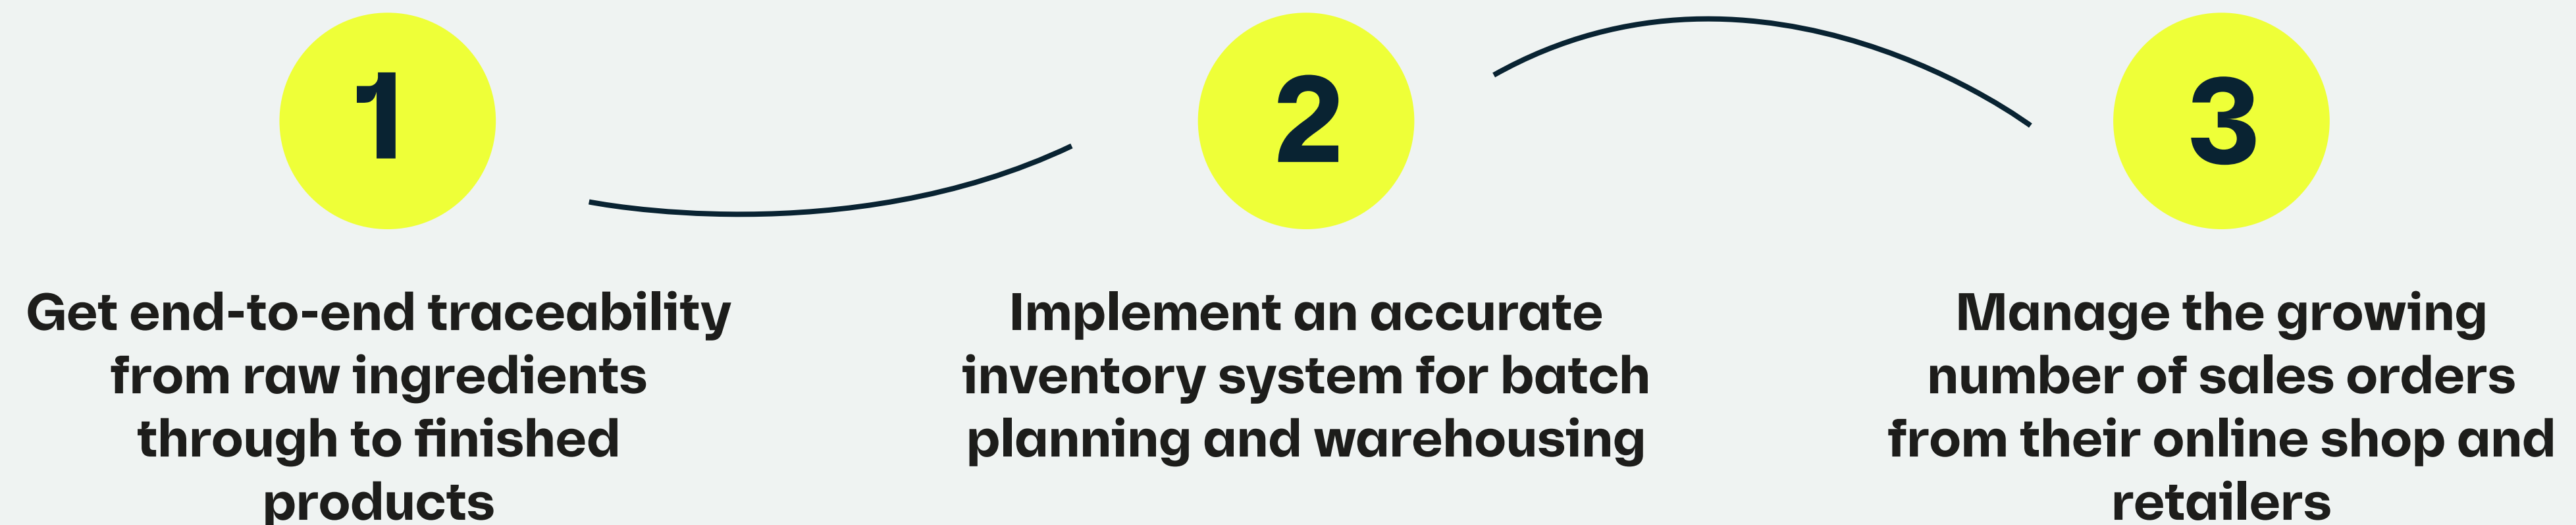 1
Get end-to-end traceability
from raw ingredients
through to finished
products
2
Implement an accurate
inventory system for batch
planning and warehousing
3
Manage the growing
number of sales orders
from their online shop and
retailers